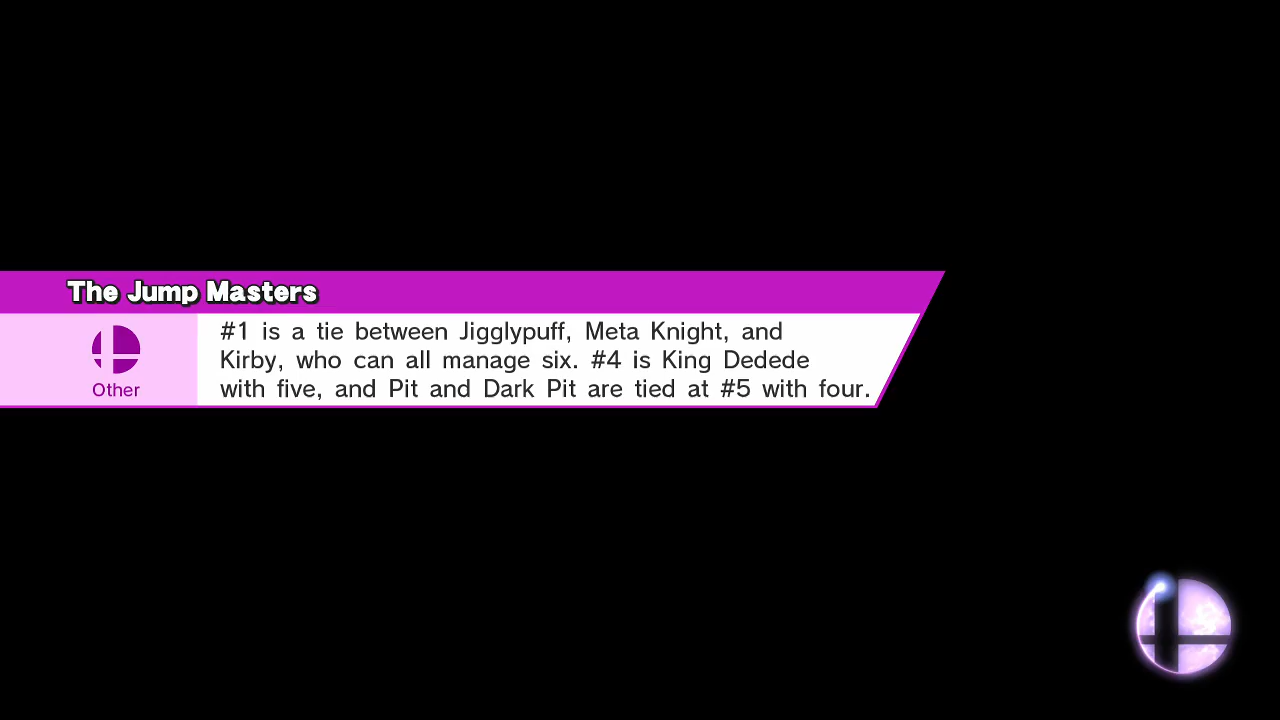 The Jump Masters
#1 is a tie between Jigglypuff, Meta Knight, and
Kirby, who can all manage six. #4 is King Dedede
with five, and Pit and Dark Pit are tied at #5 with four.
Other